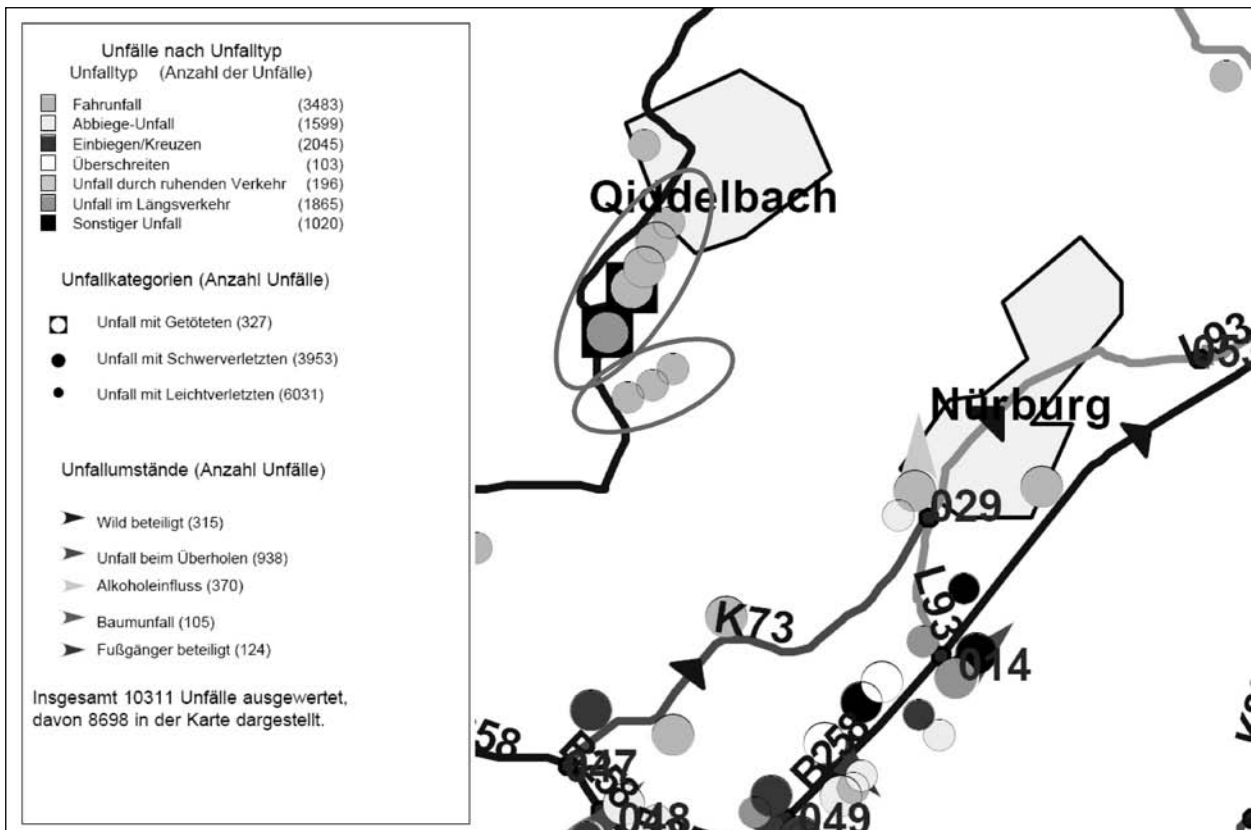 Unfälle nach Unfalltyp
Unfalltyp (Anzahl der Unfälle)
Fahrunfall (3483)
Abbiege-Unfall (1599)
Einbiegen/Kreuzen (2045)
Überschreiten (103)
Unfall durch ruhenden Verkehr (196)
Unfall im Längsverkehr (1865)
Sonstiger Unfall (1020)
Unfallkategorien (Anzahl Unfälle)
Unfall mit Getöteten (327)
Unfall mit Schwerverletzten (3953)
Unfall mit Leichtverletzten (6031)
Unfallumstände (Anzahl Unfälle)
Wild beteiligt (315)
Unfall beim Überholen (938)
Alkoholeinfluss (370)
Baumunfall (105)
Fußgänger beteiligt (124)
Insgesamt 10311 Unfälle ausgewertet,
davon 8698 in der Karte dargestellt.
Qiddelbach
Nürburg
L93
029
L93
K73
014
B258
049
047
048